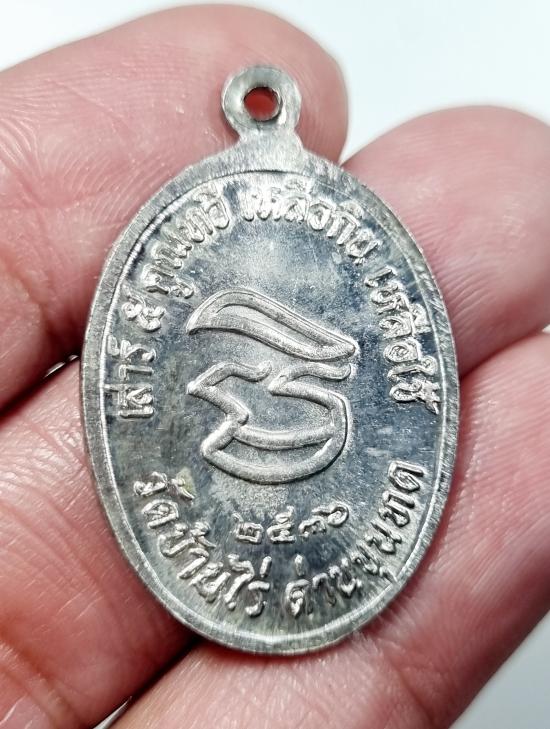 เสาร์ ๕ คูณทวี เหลือกิน เหลือใช้
๒๕๓๖
วัดบ้านไร่ ด่านขุนทด